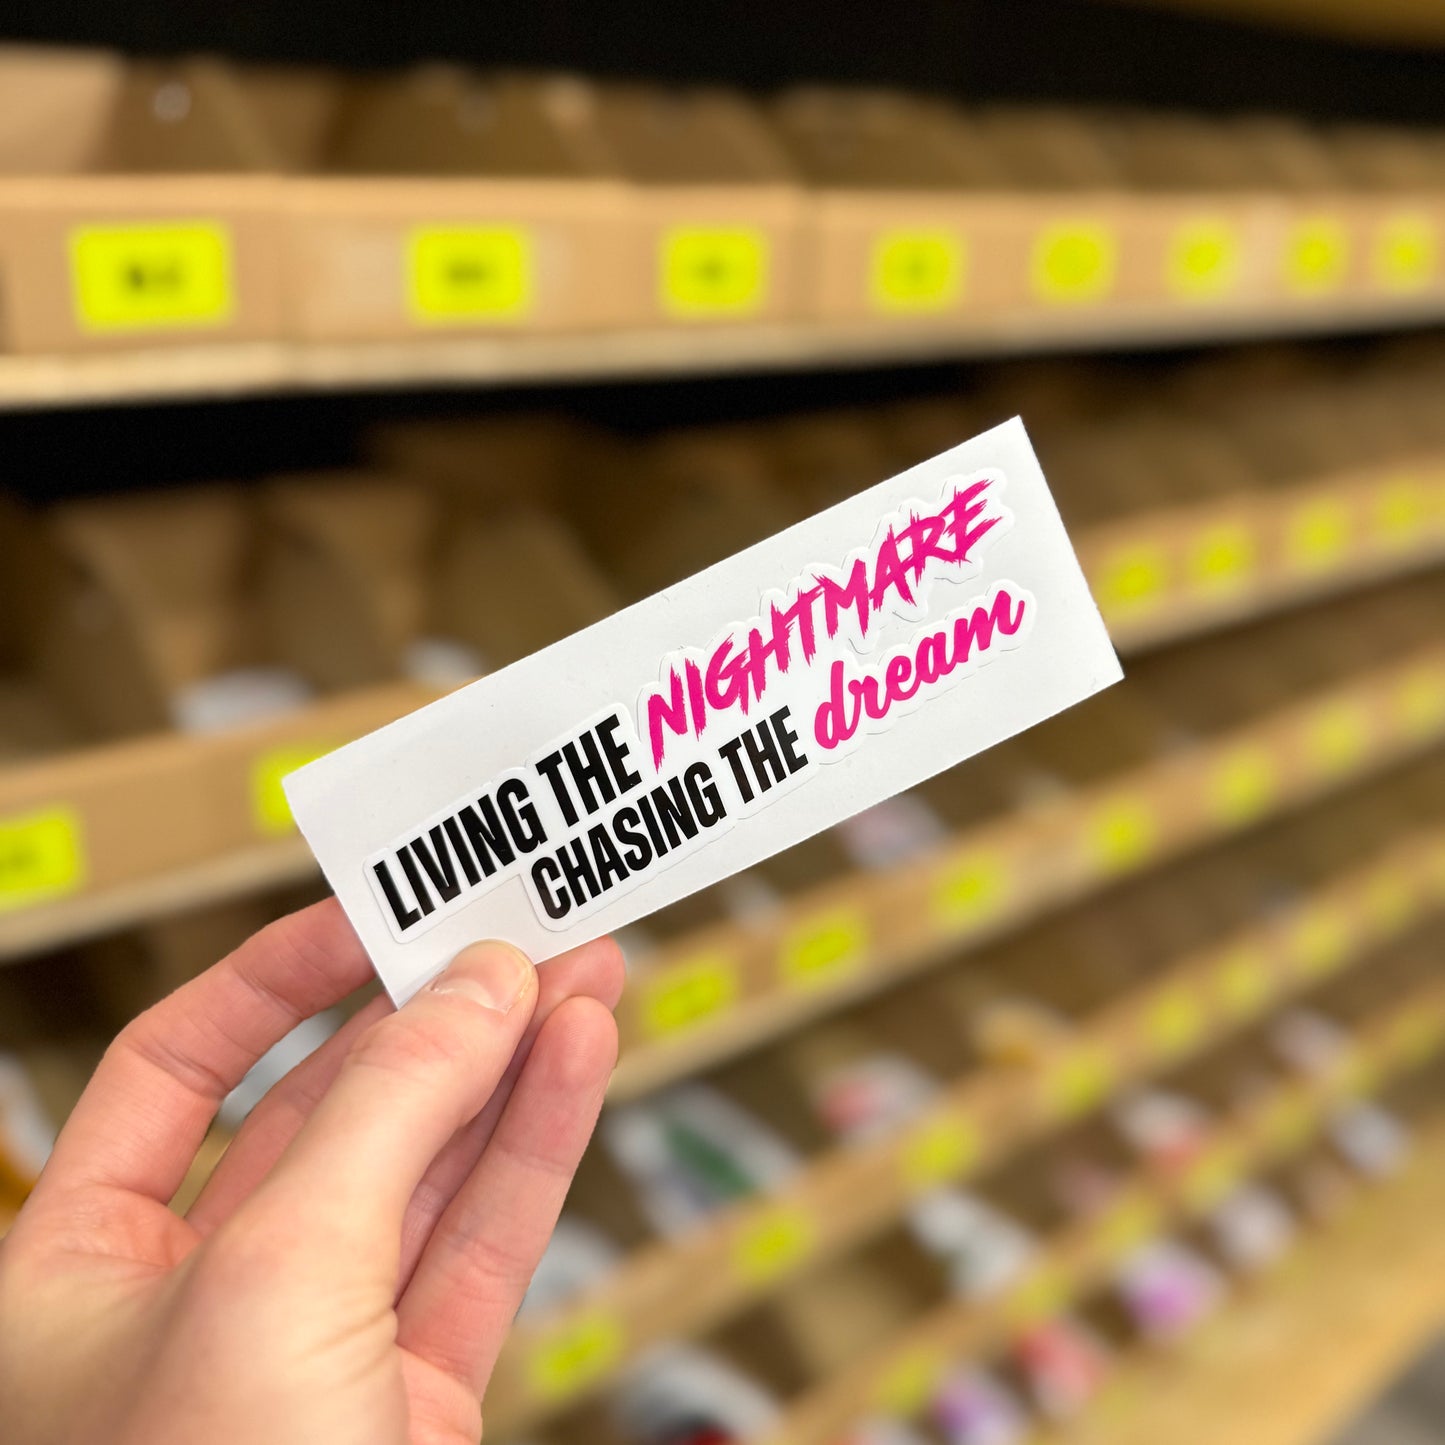 LIVING THE NIGHTMARE
CHASING THE dream